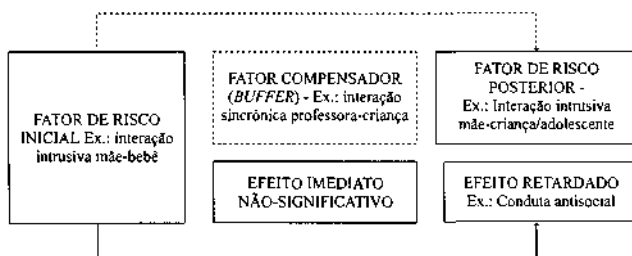 FATOR DE RISCO
INICIAL Ex.: interação
intrusiva mãe-bebê
FATOR COMPENSADOR
(BUFFER) - Ex.: interação
sincrônica professora-criança
EFEITO IMEDIATO
NÃO-SIGNIFICATIVO
FATOR DE RISCO
POSTERIOR -
Ex.: Interação intrusiva
mãe-criança/adolescente
EFEITO RETARDADO
Ex.: Conduta antisocial